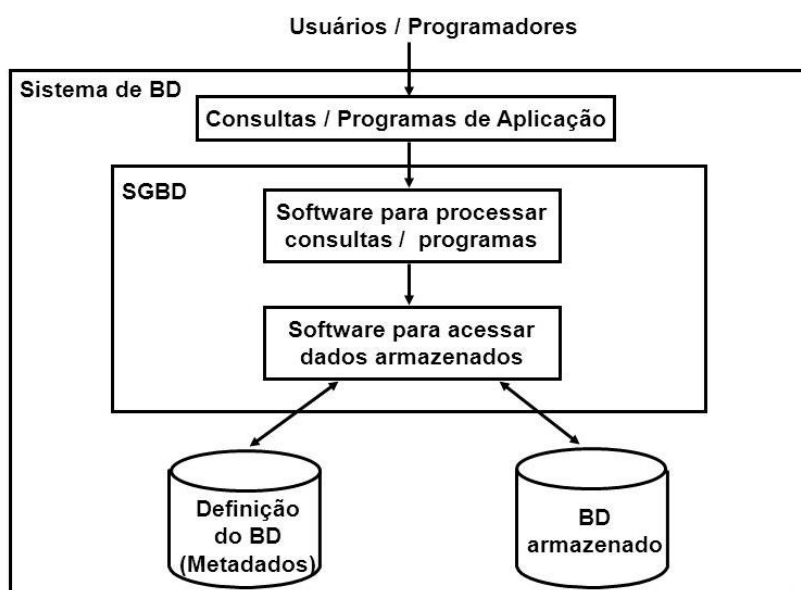 Usuários / Programadores
Sistema de BD
Consultas / Programas de Aplicação
SGBD
Software para processar
consultas / programas
Software para acessar
dados armazenados
Definição
do BD
(Metadados)
BD
armazenado